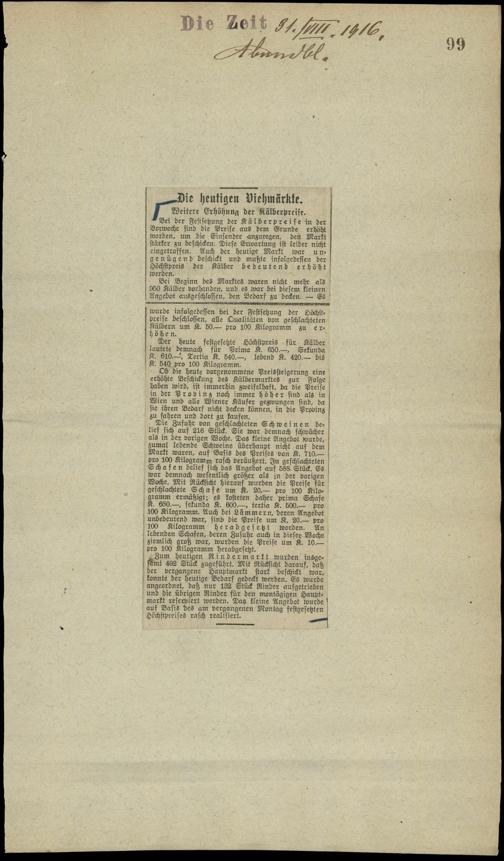 Die Zeit 31./VIII. 1916.
Abendbl.
99
Die heutigen Viehmärkte.
Weitere Erhöhung der Kälberpreise.
Bei der Festsetzung der Kälberpreise in der
Vorwoche sind die Preise aus dem Grunde erhöht
worden, um die Einsender anzuregen, den Markt
stärker zu beschicken. Diese Erwartung ist leider nicht
eingetroffen. Auch der heutige Markt war un-
genügend beschickt und mußte infolgedessen der
Höchstpreis der Kälber bedeutend erhöht
werden.
Bei Beginn des Marktes waren nicht mehr als
950 Kälber vorhanden, und es war bei diesem kleinen
Angebot ausgeschlossen, den Bedarf zu decken. — Es
wurde infolgedessen bei der Festsetzung der Höchst-
preise beschlossen, alle Qualitäten von geschlachteten
Kälbern um K. 50.— pro 100 Kilogramm zu er-
höhen.
Der heute festgesetzte Höchstpreis für Kälber
lautete demnach für Prima K. 650.—, Sekunda
K. 610.—, Tertia K. 540.—, lebend K. 420.— bis
K. 540 pro 100 Kilogramm.
Ob die heute vorgenommene Preissteigerung eine
erhöhte Beschickung des Kälbermarktes zur Folge
haben wird, ist immerhin zweifelhaft, da die Preise
in der Provinz noch immer höher sind als in
Wien und alle Wiener Käufer gezwungen sind, da
sie ihren Bedarf nicht decken können, in die Provinz
zu fahren und dort zu kaufen.
Die Zufuhr von geschlachteten Schweinen be-
lief sich auf 216 Stück. Sie war demnach schwächer
als in der vorigen Woche. Das kleine Angebot wurde,
zumal lebende Schweine überhaupt nicht auf dem
Markt waren, auf Basis des Preises von K. 710.—
pro 100 Kilogramm rasch veräußert. In geschlachteten
Schafen belief sich das Angebot auf 588 Stück. Es
war demnach wesentlich größer als in der vorigen
Woche. Mit Rücksicht hierauf wurden die Preise für
geschlachtete Schafe um K. 20.— pro 100 Kilo-
gramm ermäßigt; es kosteten daher prima Schafe
K. 650.—, sekunda K. 600.—, tertia K. 500.— pro
100 Kilogramm. Auch bei Lämmern, deren Angebot
unbedeutend war, sind die Preise um K. 20.— pro
100 Kilogramm herabgesetzt worden. An
lebenden Schafen, deren Zufuhr auch in dieser Woche
ziemlich groß war, wurden die Preise um K. 10.—
pro 100 Kilogramm herabgesetzt.
Zum heutigen Rindermarkt wurden insge-
samt 492 Stück zugeführt. Mit Rücksicht darauf, daß
der vergangene Hauptmarkt stark beschickt war,
konnte der heutige Bedarf gedeckt werden. Es wurde
angeordnet, daß nur 132 Stück Rinder aufgetrieben
und die übrigen Rinder für den montägigen Haupt-
markt reserviert werden. Das kleine Angebot wurde
auf Basis des am vergangenen Montag festgesetzten
Höchstpreises rasch realisiert.